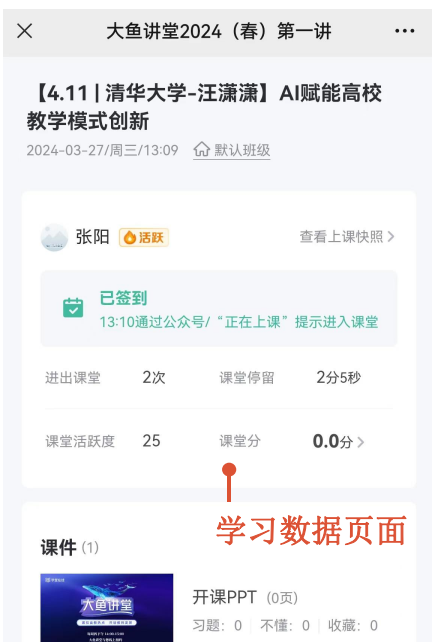 大鱼讲堂2024（春）第一讲
【4.11 | 清华大学-汪潇潇】AI赋能高校
教学模式创新
2024-03-27/周三/13:09 默认班级
张阳 活跃 查看上课快照
已签到
13:10通过公众号/“正在上课”提示进入课堂
进出课堂 2次 课堂停留 2分5秒
课堂活跃度 25 课堂分 0.0分
学习数据页面
课件 (1)
大鱼讲堂
开课PPT (0页)
习题：0 不懂：0 收藏：0